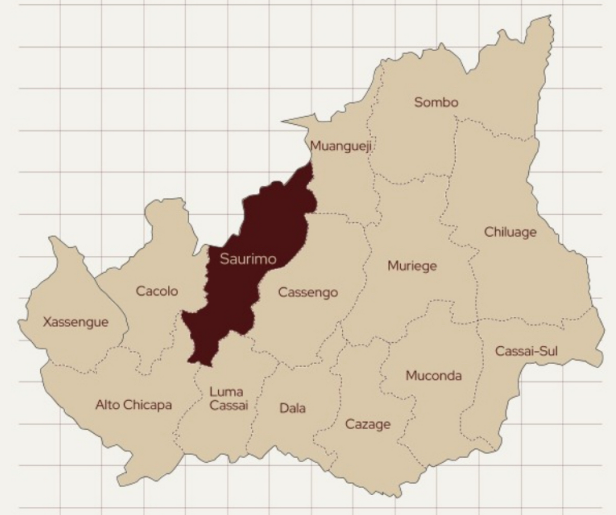 Sombo
Muangueji
Chiluage
Saurimo
Muriege
Cacolo
Cassengo
Xassengue
Cassai-Sul
Muconda
Luma
Cassai
Alto Chicapa
Dala
Cazage